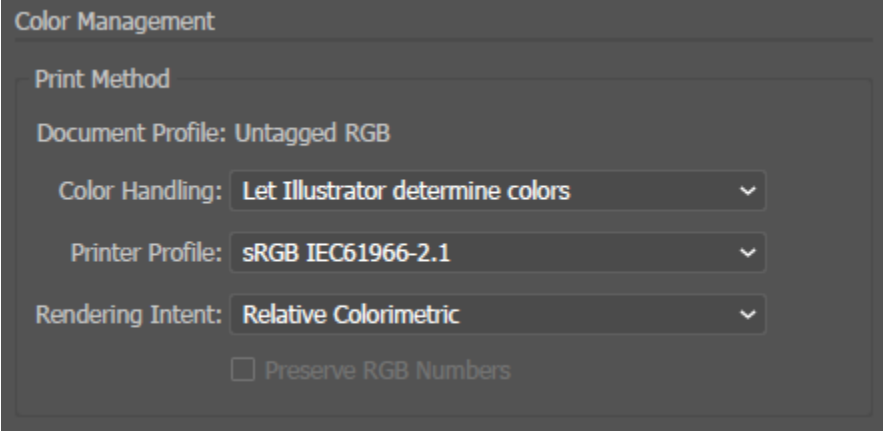 Color Management
Print Method
Document Profile: Untagged RGB
Color Handling: Let Illustrator determine colors
Printer Profile: sRGB IEC61966-2.1
Rendering Intent: Relative Colorimetric
Preserve RGB Numbers